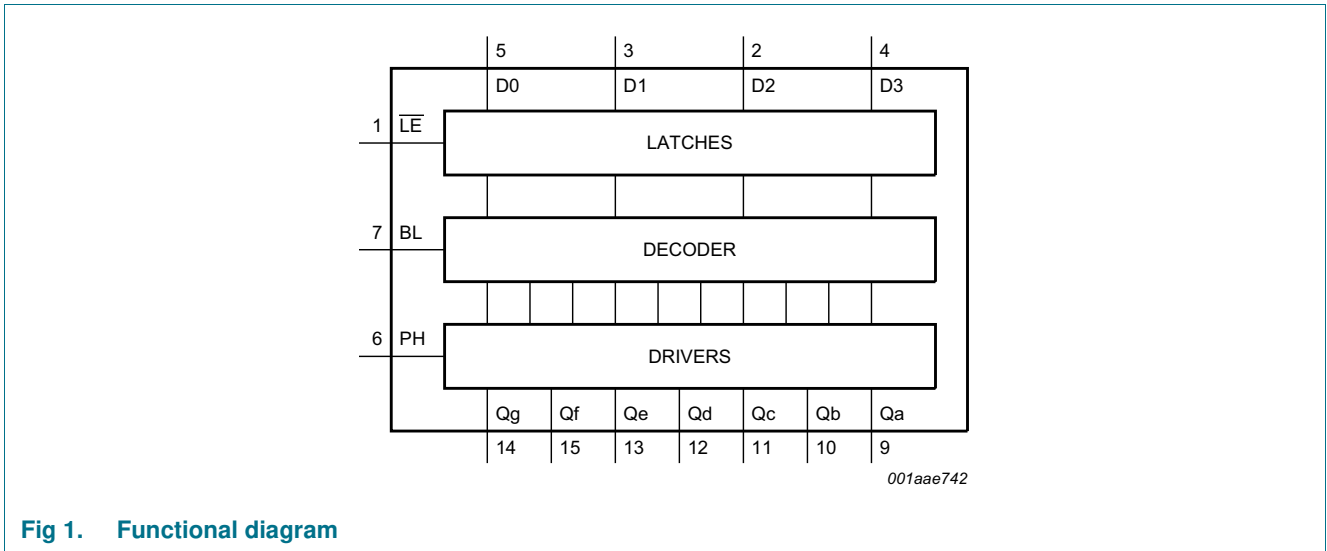 5 3 2 4
D0 D1 D2 D3
1 L̅E̅
LATCHES
7 BL
DECODER
6 PH
DRIVERS
Qg Qf Qe Qd Qc Qb Qa
14 15 13 12 11 10 9
001aae742
Fig 1. Functional diagram